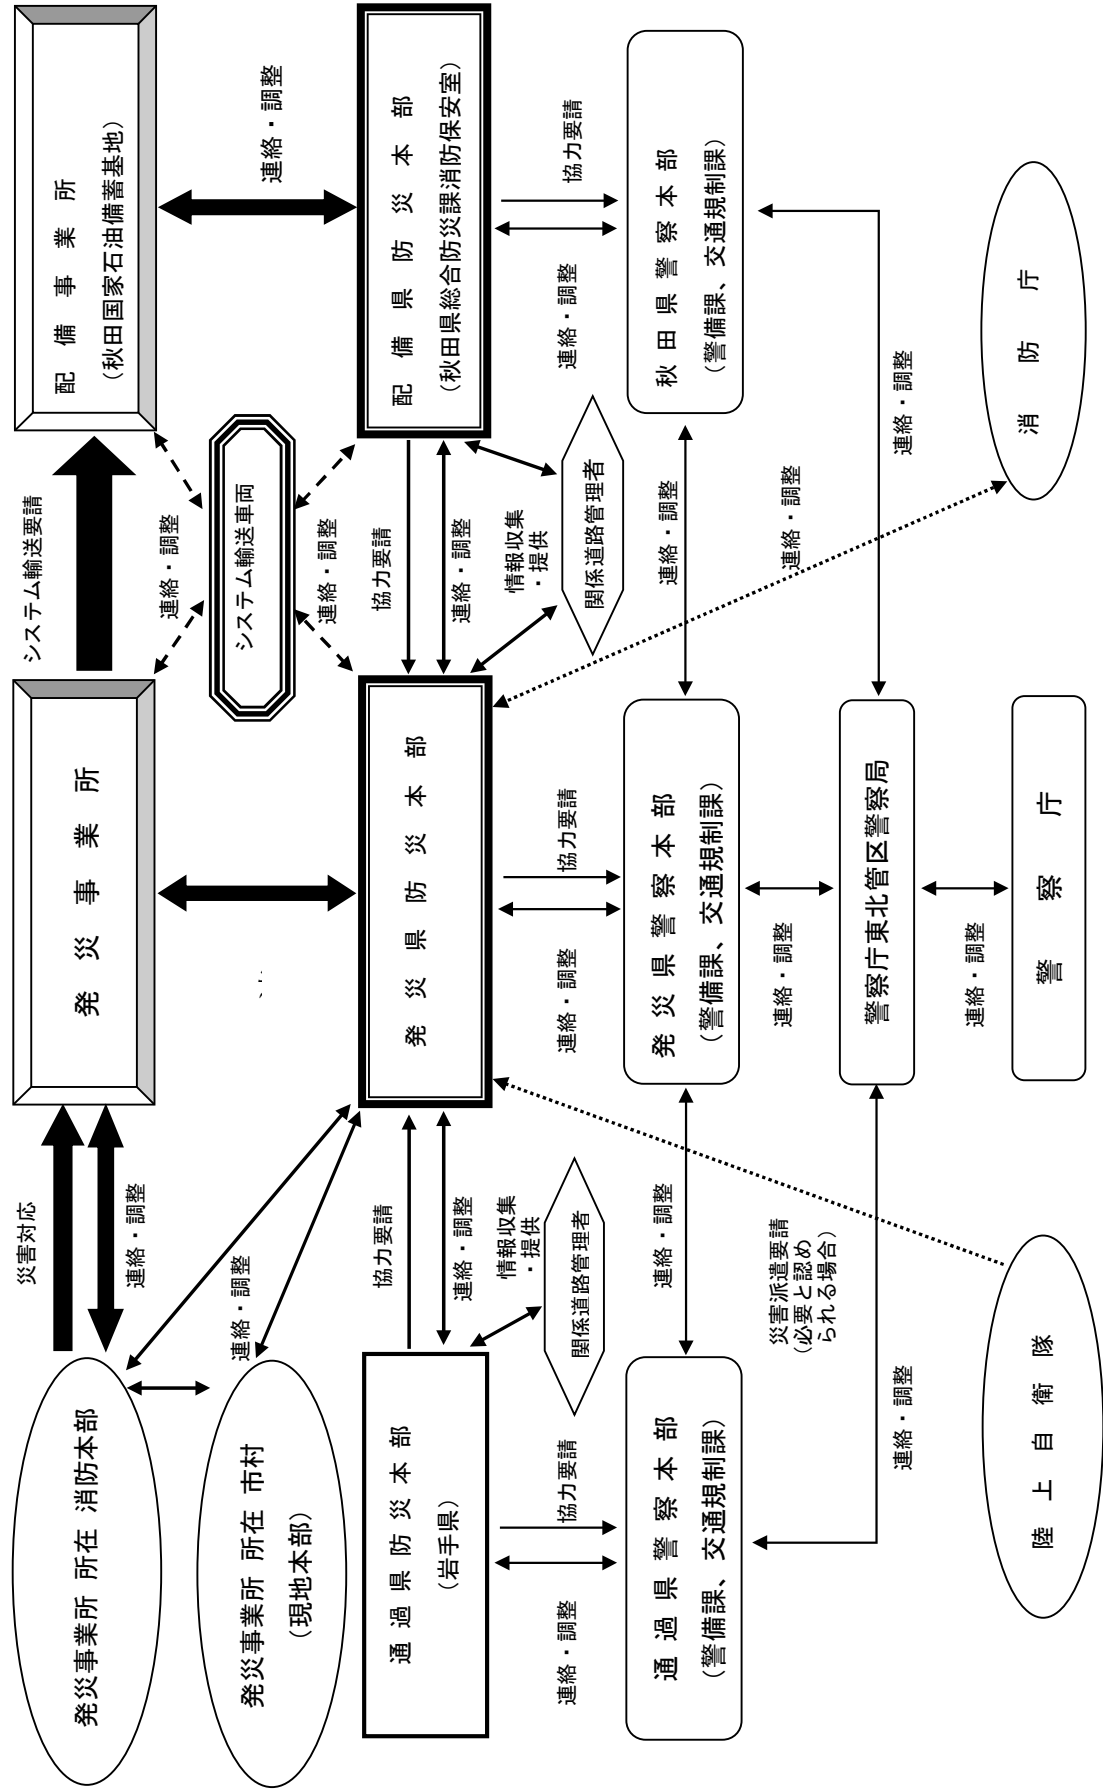 発災事業所 所在 消防本部
災害対応
連絡・調整
発災事業所
システム輸送要請
配備事業所
（秋田国家石油備蓄基地）
発災事業所 所在 市村
（現地本部）
連絡・調整
連絡・調整
システム輸送車両
連絡・調整
連絡・調整
通過県防災本部
（岩手県）
協力要請
連絡・調整
情報収集
・提供
関係道路管理者
発災県防災本部
協力要請
連絡・調整
情報収集
・提供
関係道路管理者
配備県防災本部
（秋田県総合防災課消防保安室）
連絡・調整
協力要請
連絡・調整
協力要請
連絡・調整
協力要請
通過県警察本部
（警備課、交通規制課）
連絡・調整
発災県警察本部
（警備課、交通規制課）
連絡・調整
秋田県警察本部
（警備課、交通規制課）
災害派遣要請
（必要と認め
られる場合）
連絡・調整
連絡・調整
連絡・調整
連絡・調整
警察庁東北管区警察局
連絡・調整
陸上自衛隊
警察庁
消防庁